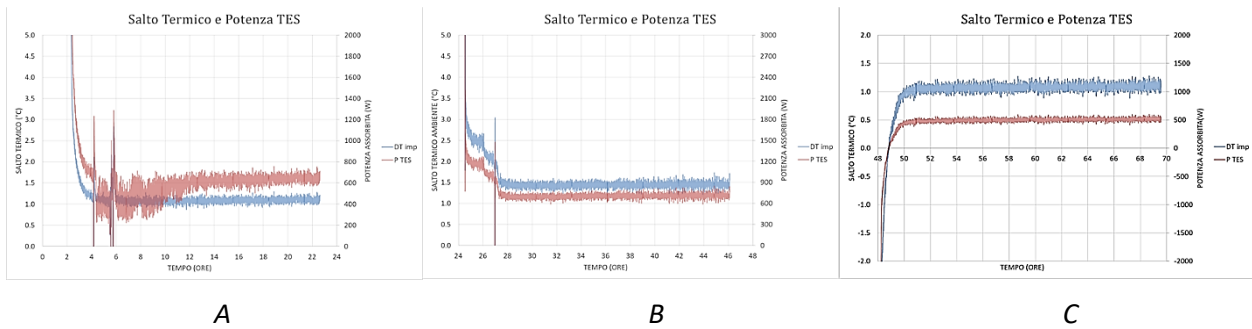 Salto Termico e Potenza TES
5.0
4.5
4.0
3.5
3.0
2.5
2.0
1.5
1.0
0.5
0.0
SALTO TERMICO (°C)
2000
1800
1600
1400
1200
1000
800
600
400
200
0
POTENZA ASSORBITA (W)
DT imp
P TES
0 2 4 6 8 10 12 14 16 18 20 22 24
TEMPO (ORE)
A
Salto Termico e Potenza TES
5.0
4.5
4.0
3.5
3.0
2.5
2.0
1.5
1.0
0.5
0.0
SALTO TERMICO AMBIENTE (°C)
3000
2700
2400
2100
1800
1500
1200
900
600
300
0
POTENZA ASSORBITA (W)
DT imp
P TES
24 26 28 30 32 34 36 38 40 42 44 46 48
TEMPO (ORE)
B
Salto Termico e Potenza TES
2.0
1.5
1.0
0.5
0.0
-0.5
-1.0
-1.5
-2.0
SALTO TERMICO (°C)
2000
1500
1000
500
0
-500
-1000
-1500
-2000
POTENZA ASSORBITA(W)
DT imp
P TES
48 50 52 54 56 58 60 62 64 66 68 70
TEMPO (ORE)
C